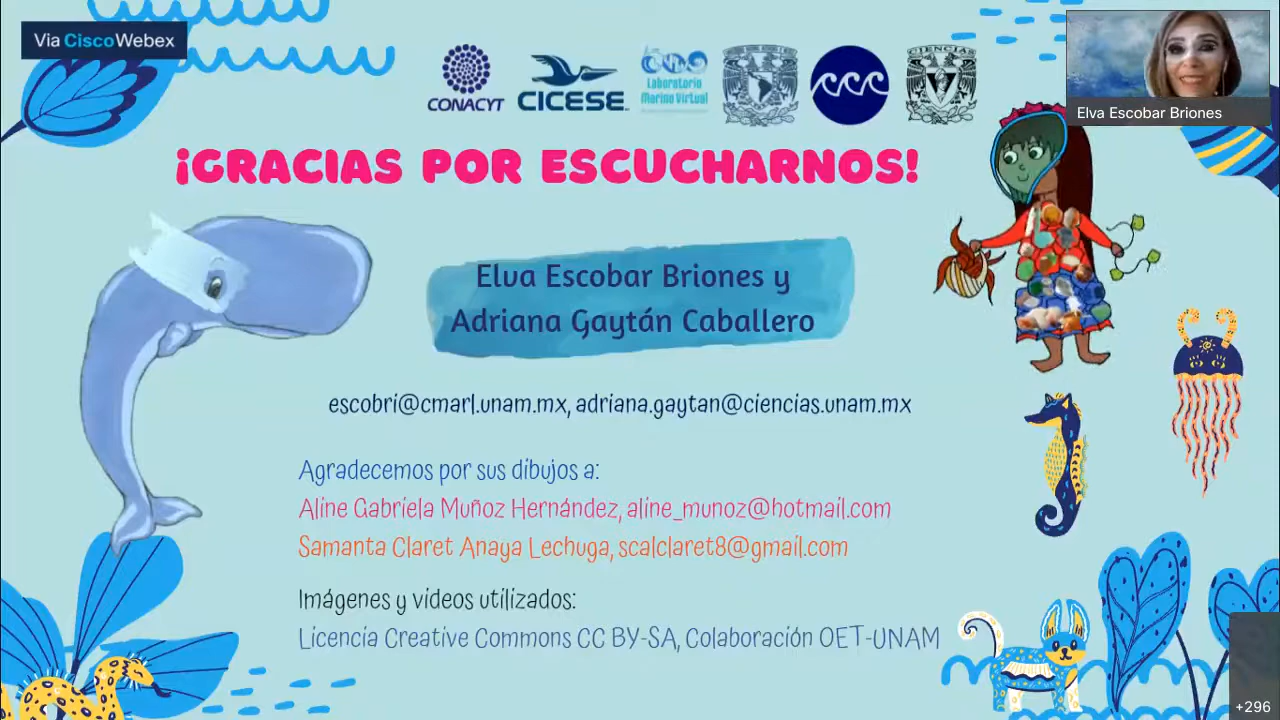 Via Cisco Webex
CONACYT
CICESE
Laboratorio
Marino Virtual
CIENCIAS
Elva Escobar Briones
¡GRACIAS POR ESCUCHARNOS!
Elva Escobar Briones y
Adriana Gaytán Caballero
escobri@cmarl.unam.mx, adriana.gaytan@ciencias.unam.mx
Agradecemos por sus dibujos a:
Aline Gabriela Muñoz Hernández, aline_munoz@hotmail.com
Samanta Claret Anaya Lechuga, scalclaret8@gmail.com
Imágenes y videos utilizados:
Licencia Creative Commons CC BY-SA, Colaboración OET-UNAM
+296